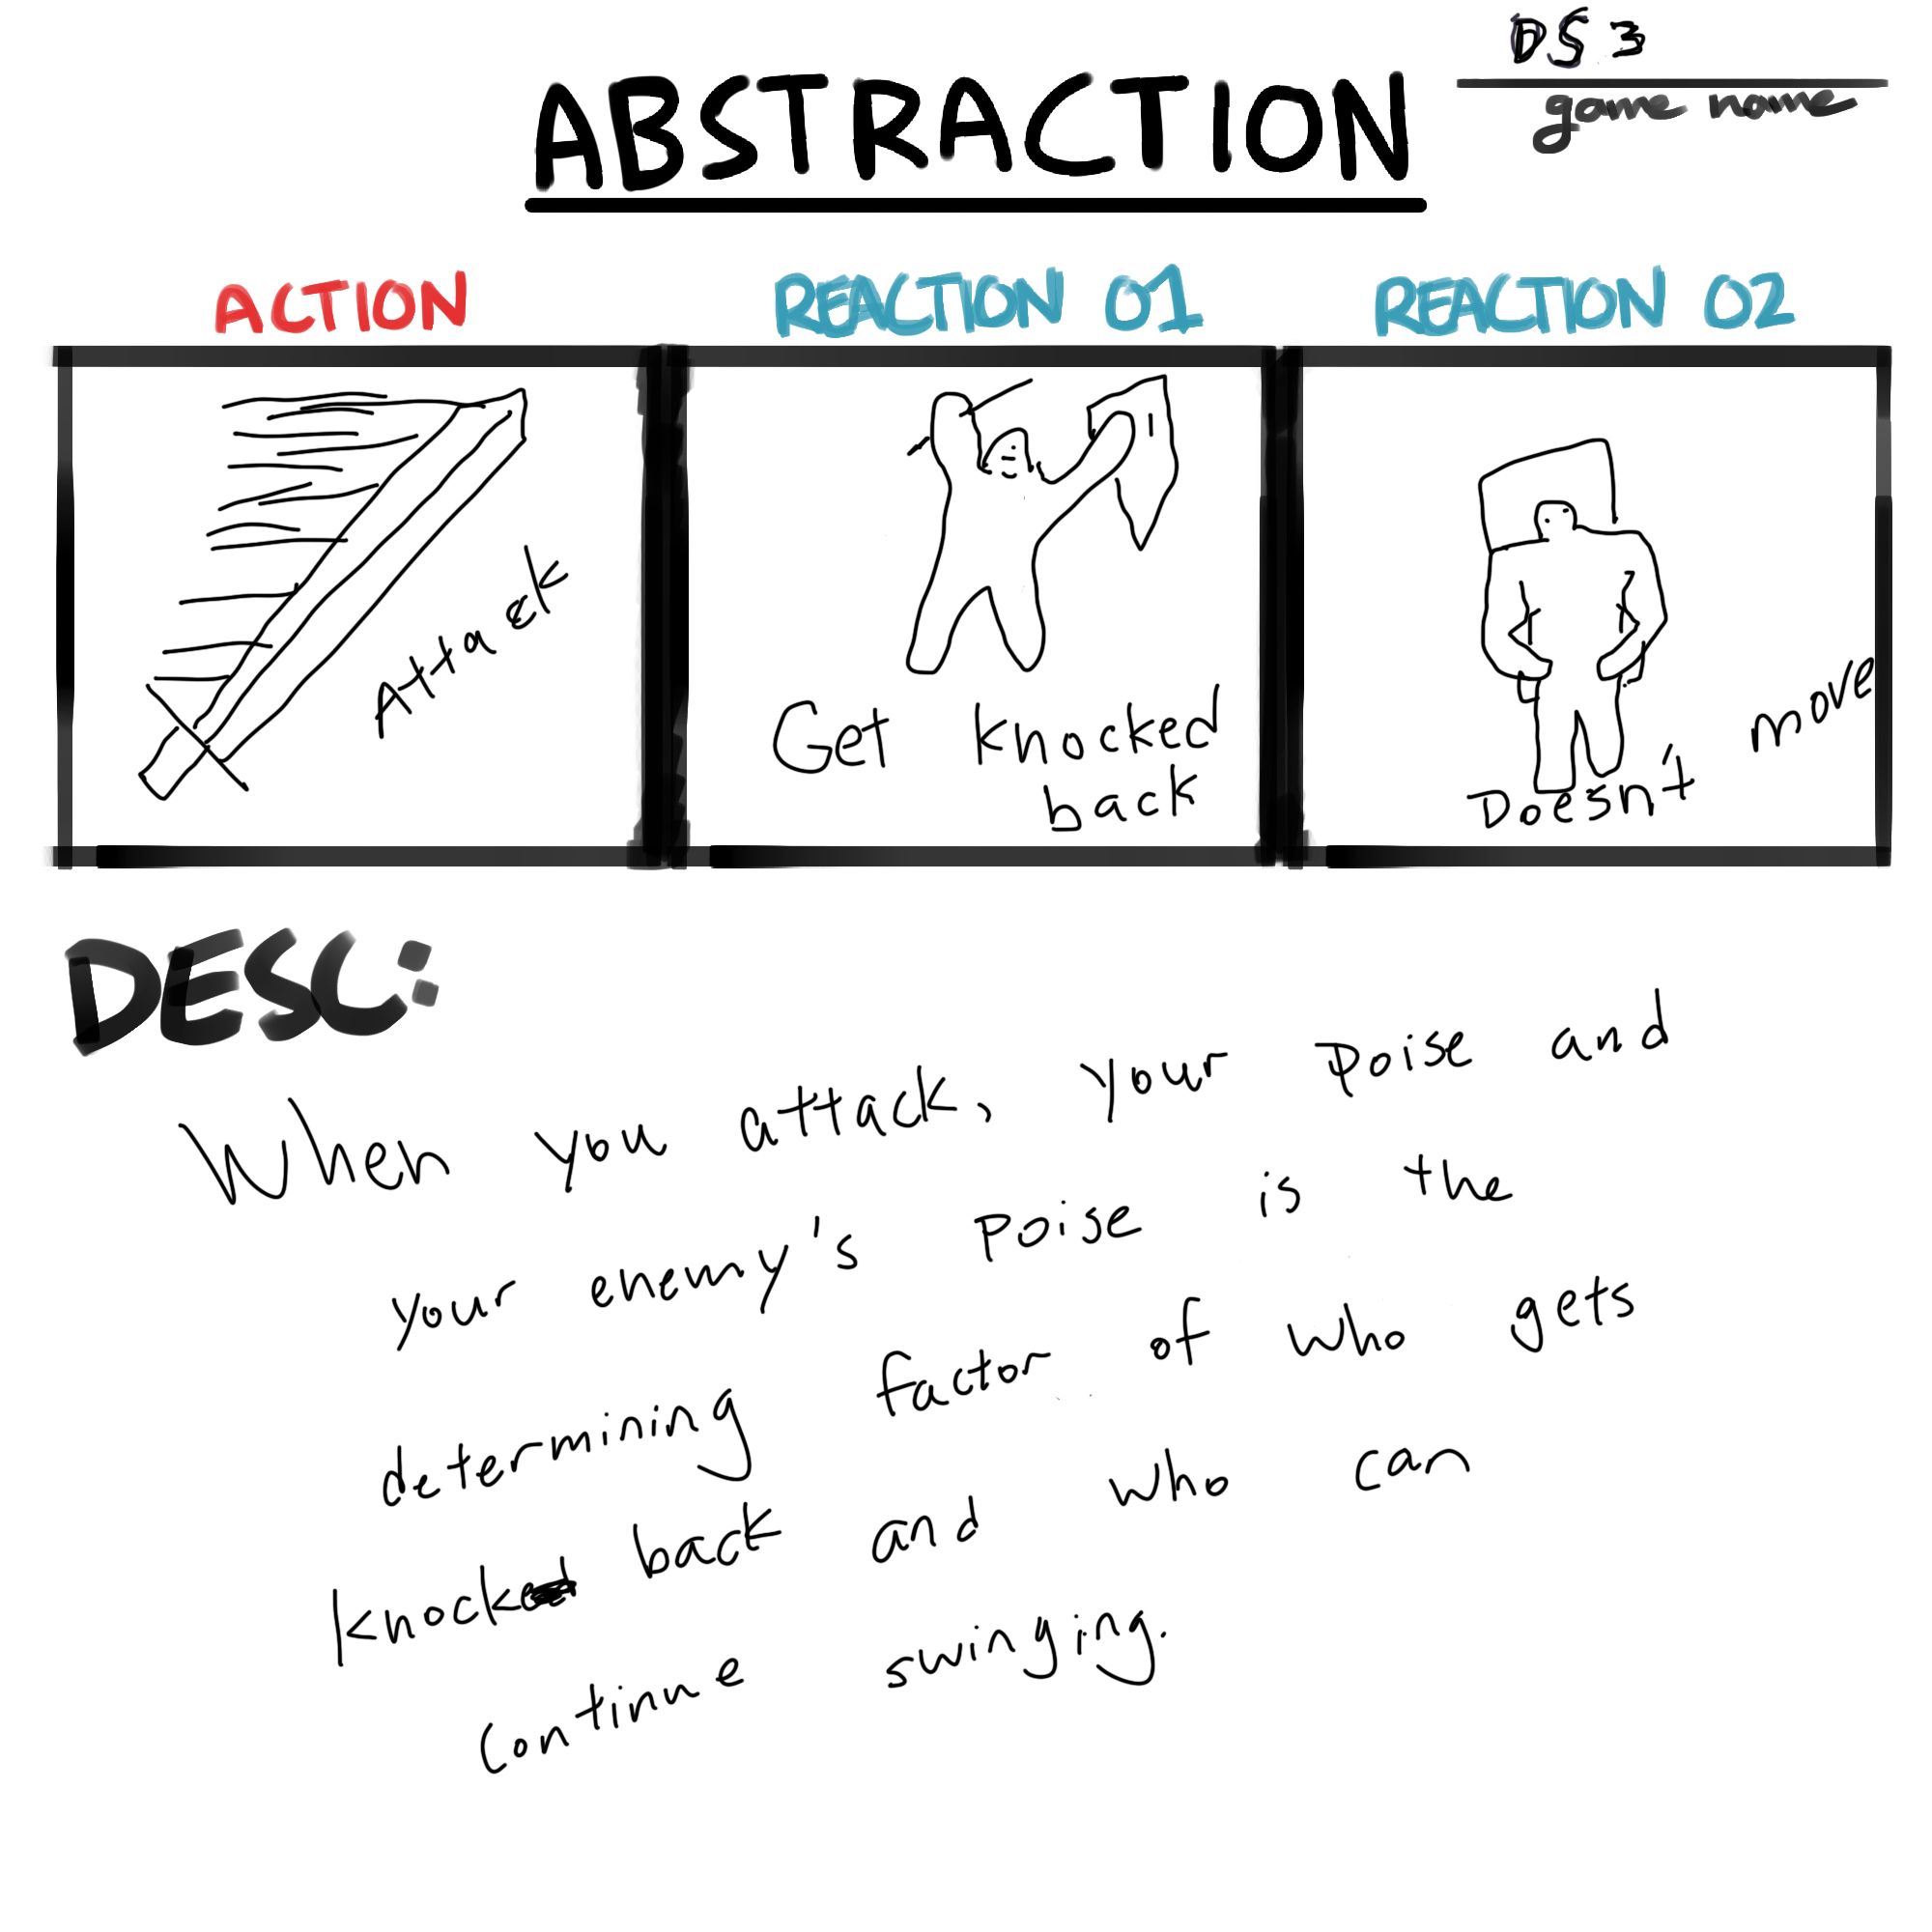 DS 3
game name
ABSTRACTION
ACTION
REACTION 01
REACTION 02
Attack
Get knocked
back
Doesn't move
DESC:
When you attack, your poise and
your enemy's poise is the
determining factor of who gets
knock back and who can
continue swinging.